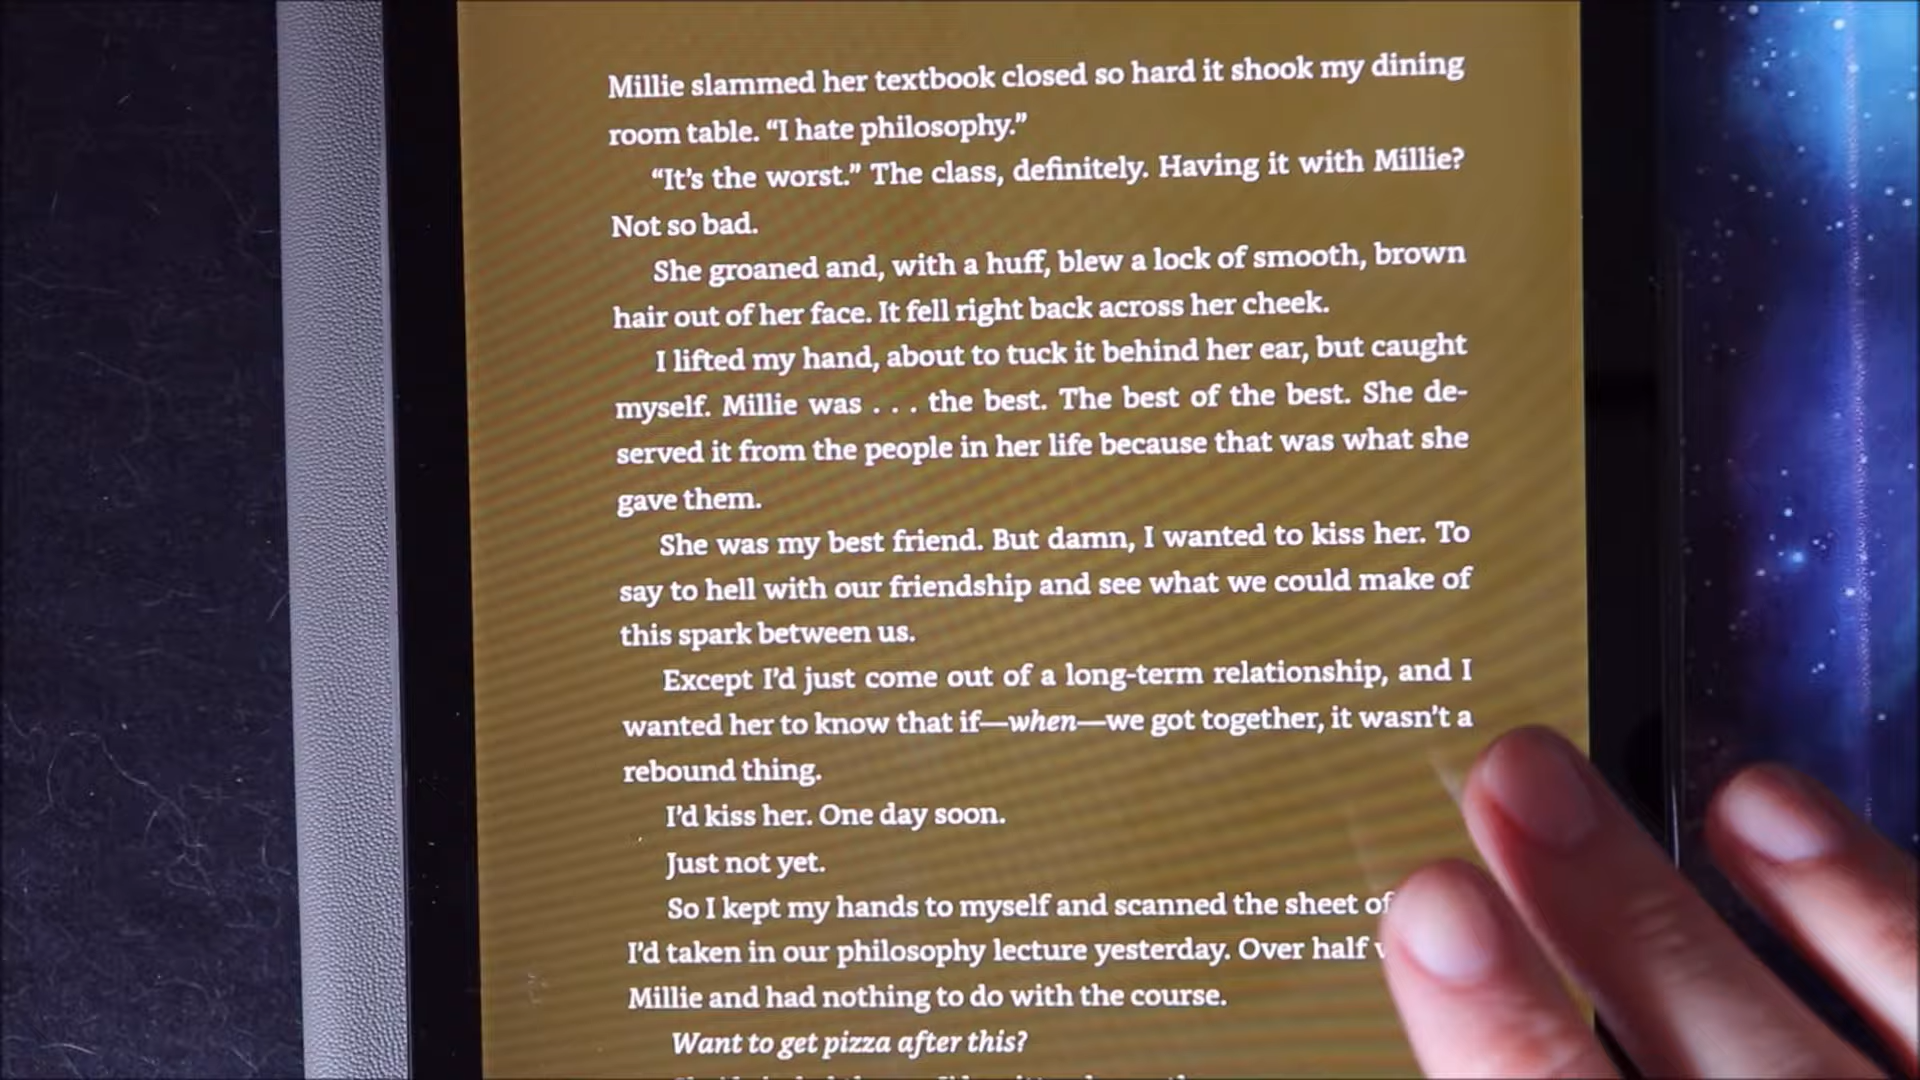 Millie slammed her textbook closed so hard it shook my dining
room table. “I hate philosophy.”
“It’s the worst.” The class, definitely. Having it with Millie?
Not so bad.
She groaned and, with a huff, blew a lock of smooth, brown
hair out of her face. It fell right back across her cheek.
I lifted my hand, about to tuck it behind her ear, but caught
myself. Millie was . . . the best. The best of the best. She de-
served it from the people in her life because that was what she
gave them.
She was my best friend. But damn, I wanted to kiss her. To
say to hell with our friendship and see what we could make of
this spark between us.
Except I’d just come out of a long-term relationship, and I
wanted her to know that if—when—we got together, it wasn’t a
rebound thing.
I’d kiss her. One day soon.
Just not yet.
So I kept my hands to myself and scanned the sheet of
I’d taken in our philosophy lecture yesterday. Over half
Millie and had nothing to do with the course.
Want to get pizza after this?